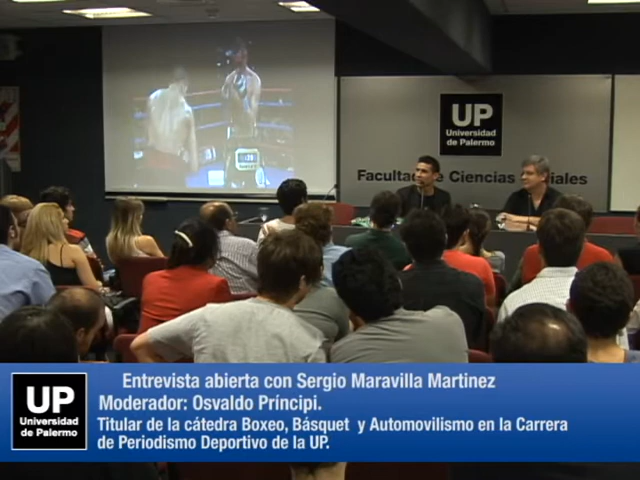 UP
Universidad
de Palermo
Facultad de Ciencias Sociales
UP
Universidad
de Palermo
Entrevista abierta con Sergio Maravilla Martinez
Moderador: Osvaldo Príncipi.
Titular de la cátedra Boxeo, Básquet y Automovilismo en la Carrera
de Periodismo Deportivo de la UP.